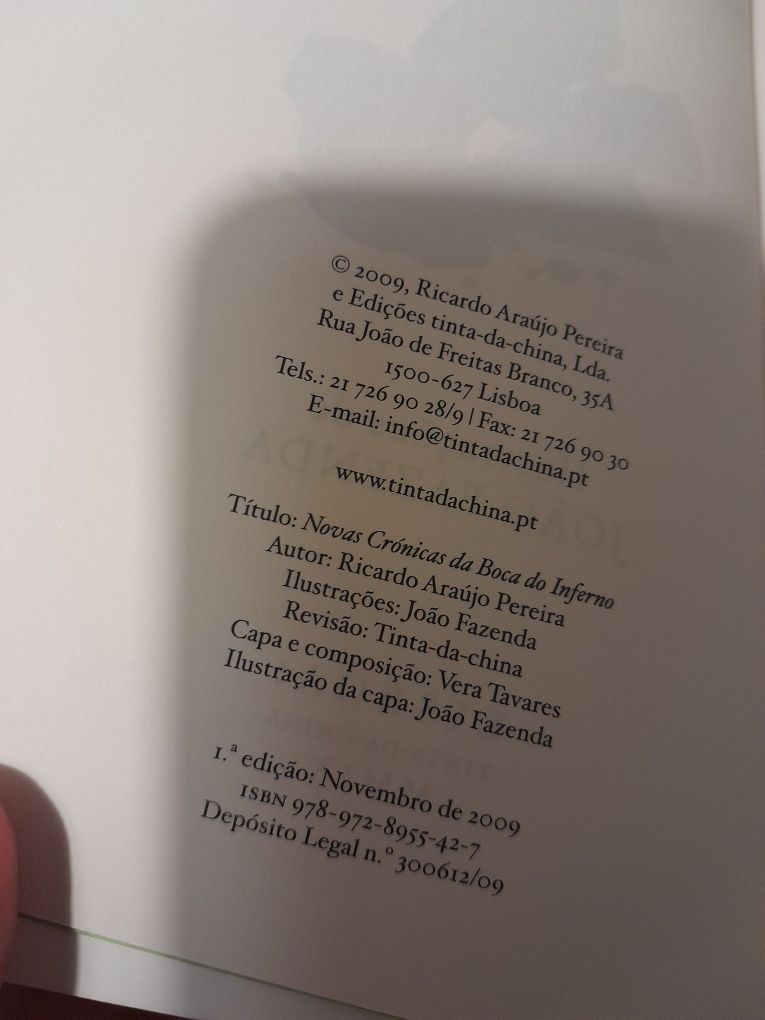 © 2009, Ricardo Araújo Pereira
e Edições tinta-da-china, Lda.
Rua João de Freitas Branco, 35A
1500-627 Lisboa
Tels.: 21 726 90 28/9 | Fax: 21 726 90 30
E-mail: info@tintadachina.pt
www.tintadachina.pt
Título: Novas Crónicas da Boca do Inferno
Autor: Ricardo Araújo Pereira
Ilustrações: João Fazenda
Revisão: Tinta-da-china
Capa e composição: Vera Tavares
Ilustração da capa: João Fazenda
1.ª edição: Novembro de 2009
ISBN 978-972-8955-42-7
Depósito Legal n.º 300612/09